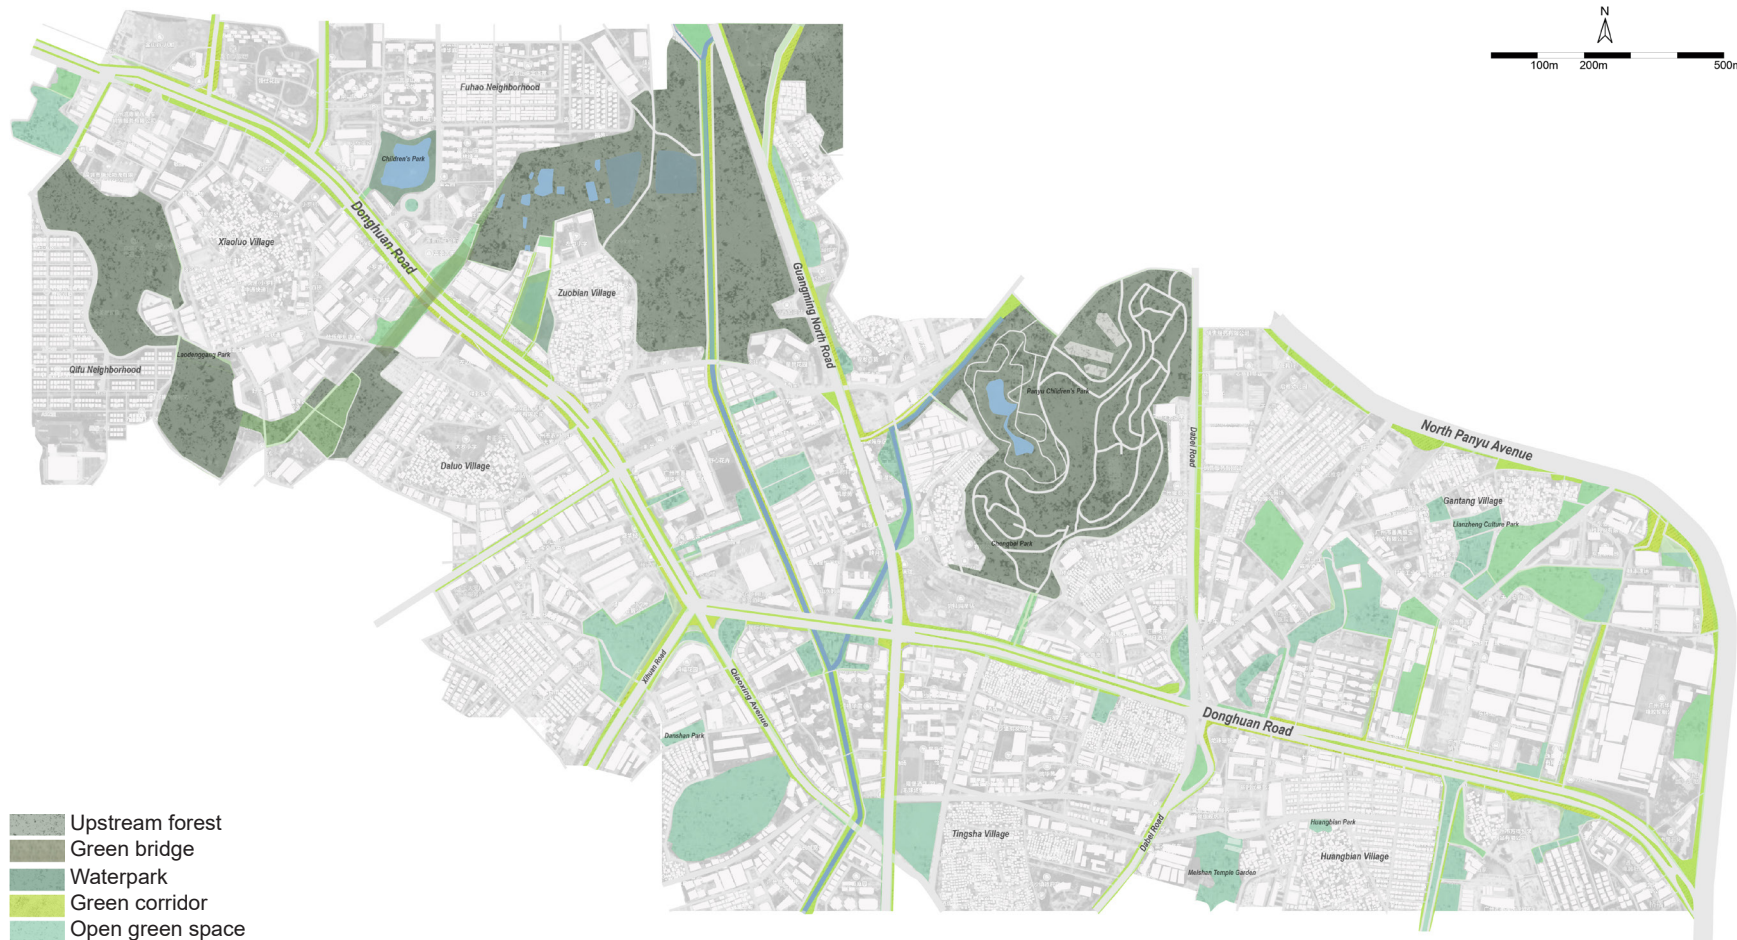 N
100m 200m 500m
Fuhao Neighborhood
Children's Park
Donghuan Road
Xiaoluo Village
Zuobian Village
Guangming North Road
Laodenggang Park
Qifu Neighborhood
Panyu Children's Park
Daluo Village
Dabei Road
North Panyu Avenue
Gantang Village
Lianzheng Culture Park
Chongbai Park
Xihuan Road
Qiaoxing Avenue
Danshan Park
Donghuan Road
Tingsha Village
Dabei Road
Huangbian Park
Huangbian Village
Meishan Temple Garden
Upstream forest
Green bridge
Waterpark
Green corridor
Open green space